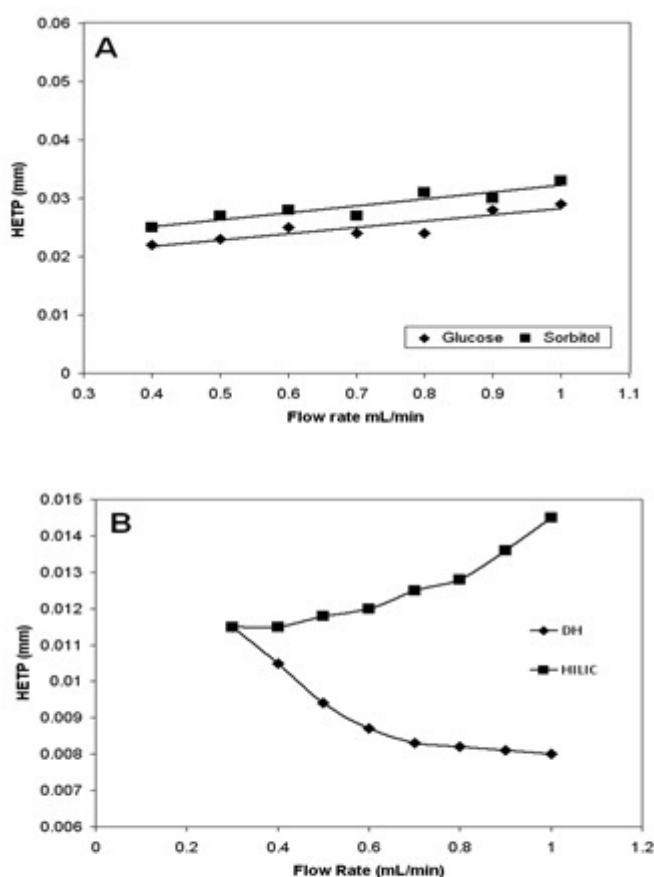 A
0.06
0.05
0.04
0.03
0.02
0.01
0
HETP (mm)
0.3 0.4 0.5 0.6 0.7 0.8 0.9 1 1.1
Flow rate mL/min
Glucose Sorbitol
B
0.015
0.014
0.013
0.012
0.011
0.01
0.009
0.008
0.007
0.006
HETP (mm)
DH
HILIC
0 0.2 0.4 0.6 0.8 1 1.2
Flow Rate (mL/min)